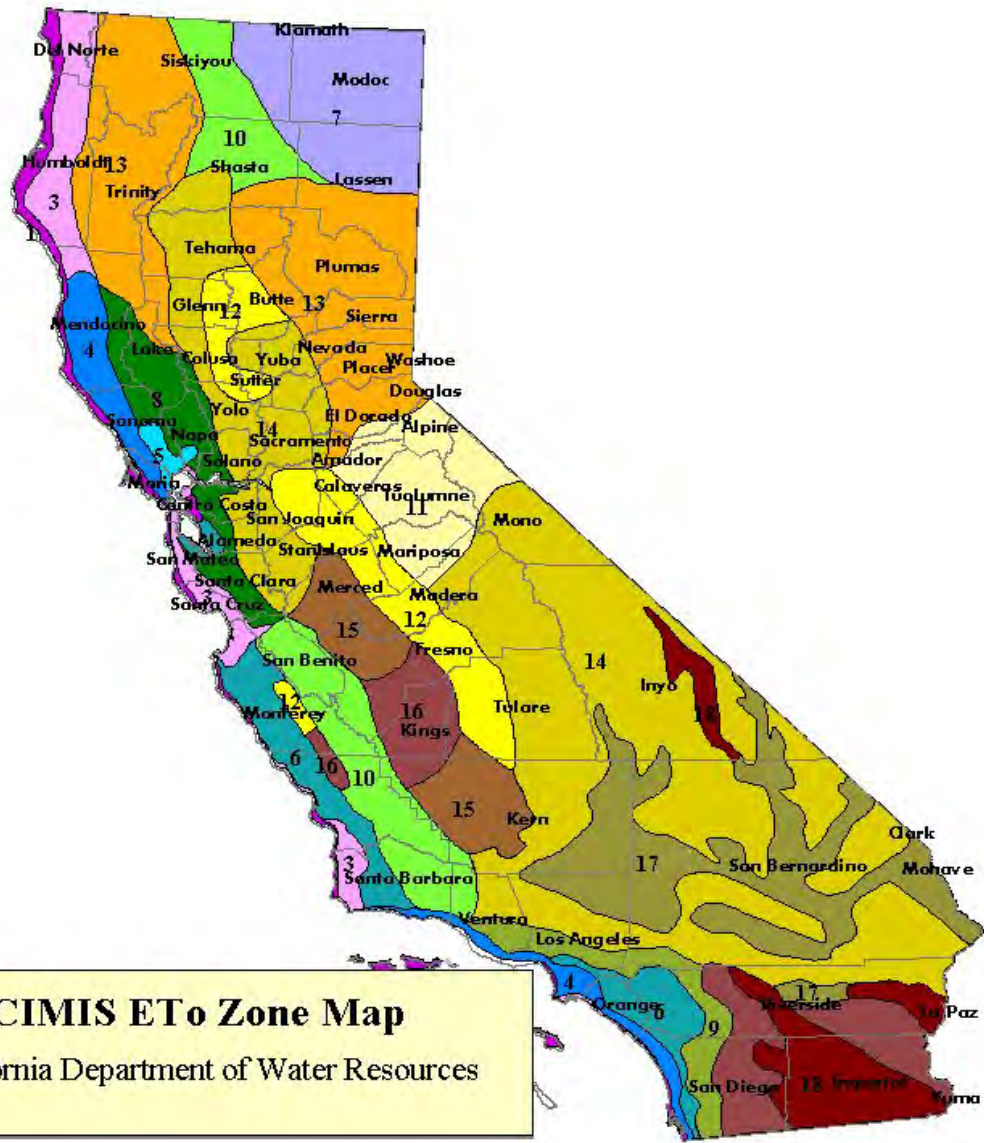 Klamath
Del Norte
Siskiyou
Modoc
7
10
Humboldt
13
Shasta
Trinity
Lassen
3
1
Tehama
Plumas
Glenn
12
Butte
13
Sierra
Mendocino
4
Lake
Colusa
Yuba
Nevada
Placer
Washoe
Sutter
Douglas
8
Yolo
El Dorado
Sonoma
Napa
14
Alpine
Sacramento
5
Solano
Amador
Marin
Calaveras
Tuolumne
11
Contra Costa
San Joaquin
Mono
Alameda
Stanislaus
Mariposa
San Mateo
Santa Clara
Merced
Madera
3
Santa Cruz
12
15
Fresno
San Benito
14
Inyo
12
Monterey
16
Kings
Tulare
18
6
16
10
15
Kern
Clark
3
17
San Bernardino
Mohave
Santa Barbara
Ventura
Los Angeles
4
Orange
6
17
Riverside
La Paz
9
San Diego
18
Imperial
Yuma
CIMIS ETo Zone Map
ornia Department of Water Resources